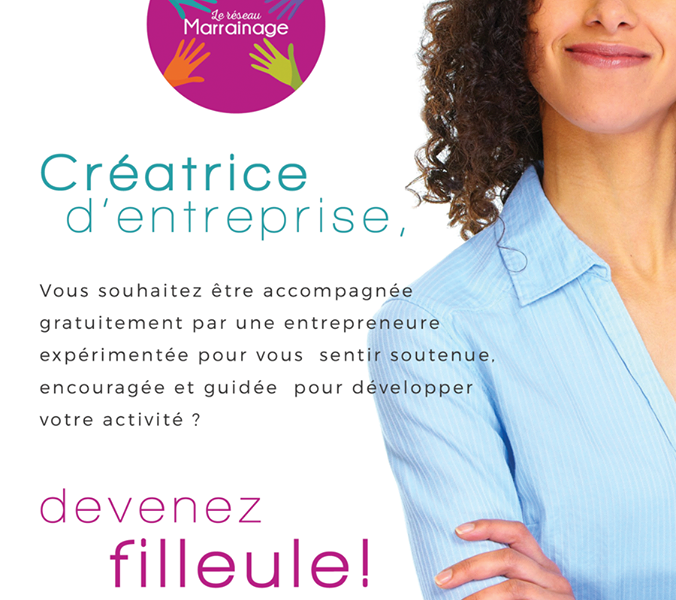 Le réseau
Marrainage
Créatrice
d'entreprise,
Vous souhaitez être accompagnée
gratuitement par une entrepreneure
expérimentée pour vous sentir soutenue,
encouragée et guidée pour développer
votre activité ?
devenez
filleule!